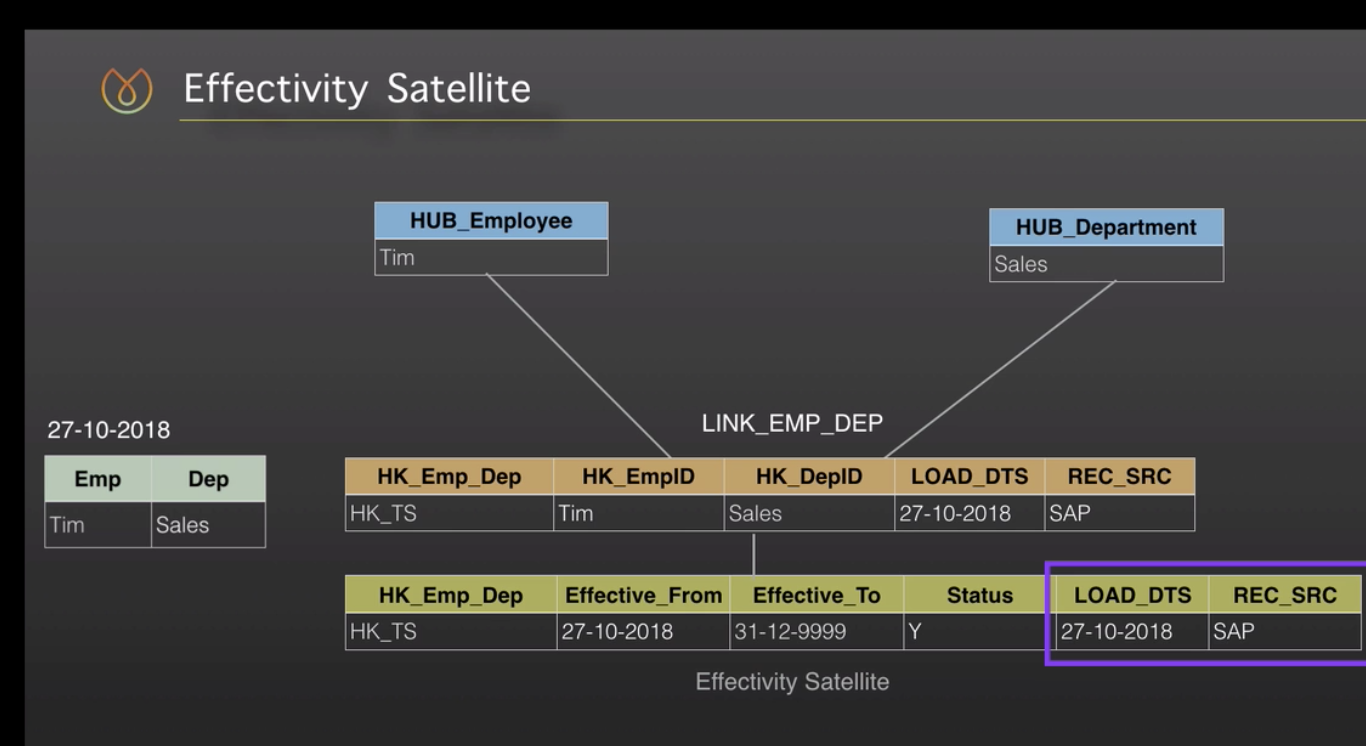 Effectivity Satellite
HUB_Employee
Tim
HUB_Department
Sales
27-10-2018
Emp Dep
Tim Sales
LINK_EMP_DEP
HK_Emp_Dep HK_EmpID HK_DepID LOAD_DTS REC_SRC
HK_TS Tim Sales 27-10-2018 SAP
HK_Emp_Dep Effective_From Effective_To Status LOAD_DTS REC_SRC
HK_TS 27-10-2018 31-12-9999 Y 27-10-2018 SAP
Effectivity Satellite